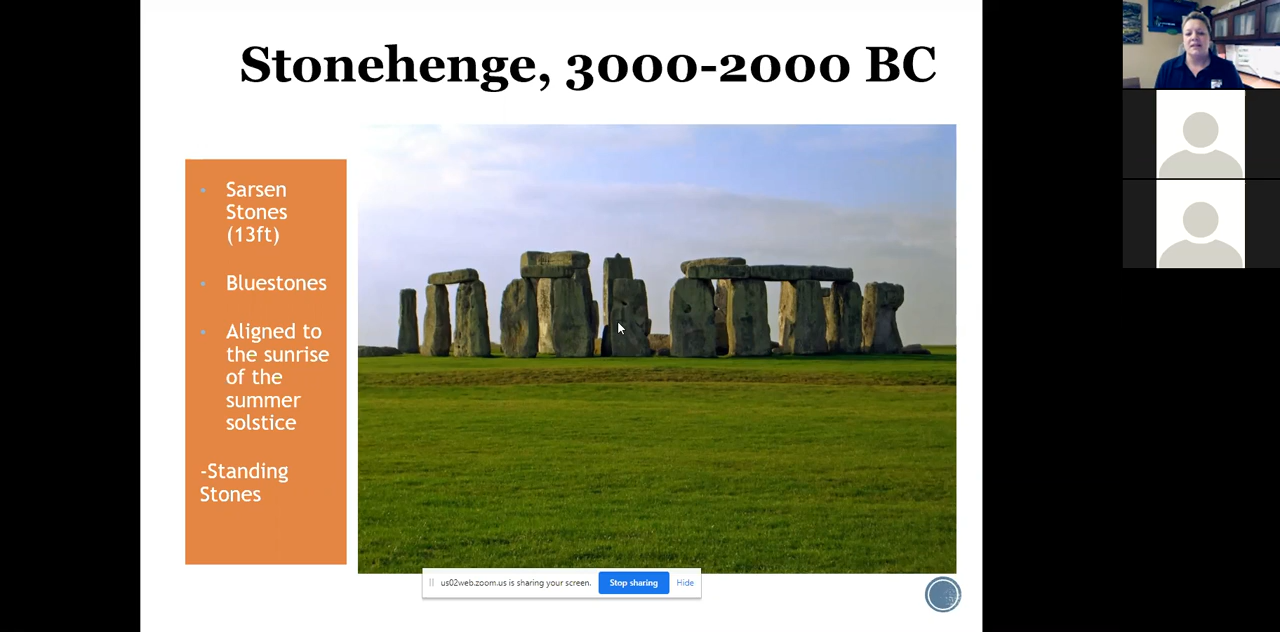 Stonehenge, 3000-2000 BC
• Sarsen
Stones
(13ft)
• Bluestones
• Aligned to
the sunrise
of the
summer
solstice
-Standing
Stones
us02web.zoom.us is sharing your screen.
Stop sharing
Hide